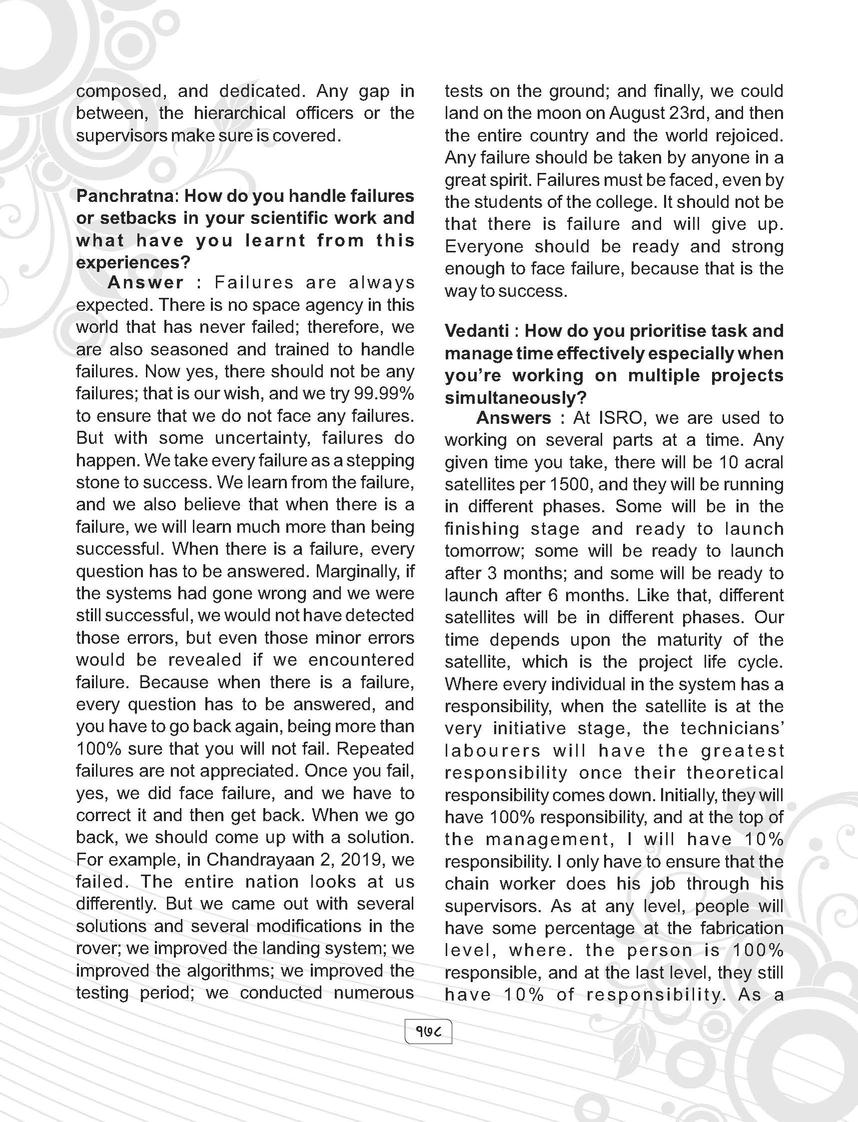 composed, and dedicated. Any gap in
between, the hierarchical officers or the
supervisors make sure is covered.
Panchratna: How do you handle failures
or setbacks in your scientific work and
what have you learnt from this
experiences?
Answer : Failures are always
expected. There is no space agency in this
world that has never failed; therefore, we
are also seasoned and trained to handle
failures. Now yes, there should not be any
failures; that is our wish, and we try 99.99%
to ensure that we do not face any failures.
But with some uncertainty, failures do
happen. We take every failure as a stepping
stone to success. We learn from the failure,
and we also believe that when there is a
failure, we will learn much more than being
successful. When there is a failure, every
question has to be answered. Marginally, if
the systems had gone wrong and we were
still successful, we would not have detected
those errors, but even those minor errors
would be revealed if we encountered
failure. Because when there is a failure,
every question has to be answered, and
you have to go back again, being more than
100% sure that you will not fail. Repeated
failures are not appreciated. Once you fail,
yes, we did face failure, and we have to
correct it and then get back. When we go
back, we should come up with a solution.
For example, in Chandrayaan 2, 2019, we
failed. The entire nation looks at us
differently. But we came out with several
solutions and several modifications in the
rover; we improved the landing system; we
improved the algorithms; we improved the
testing period; we conducted numerous
tests on the ground; and finally, we could
land on the moon on August 23rd, and then
the entire country and the world rejoiced.
Any failure should be taken by anyone in a
great spirit. Failures must be faced, even by
the students of the college. It should not be
that there is failure and will give up.
Everyone should be ready and strong
enough to face failure, because that is the
way to success.
Vedanti : How do you prioritise task and
manage time effectively especially when
you’re working on multiple projects
simultaneously?
Answers : At ISRO, we are used to
working on several parts at a time. Any
given time you take, there will be 10 acral
satellites per 1500, and they will be running
in different phases. Some will be in the
finishing stage and ready to launch
tomorrow; some will be ready to launch
after 3 months; and some will be ready to
launch after 6 months. Like that, different
satellites will be in different phases. Our
time depends upon the maturity of the
satellite, which is the project life cycle.
Where every individual in the system has a
responsibility, when the satellite is at the
very initiative stage, the technicians’
labourers will have the greatest
responsibility once their theoretical
responsibility comes down. Initially, they will
have 100% responsibility, and at the top of
the management, I will have 10%
responsibility. I only have to ensure that the
chain worker does his job through his
supervisors. As at any level, people will
have some percentage at the fabrication
level, where. the person is 100%
responsible, and at the last level, they still
have 10% of responsibility. As a
१७८